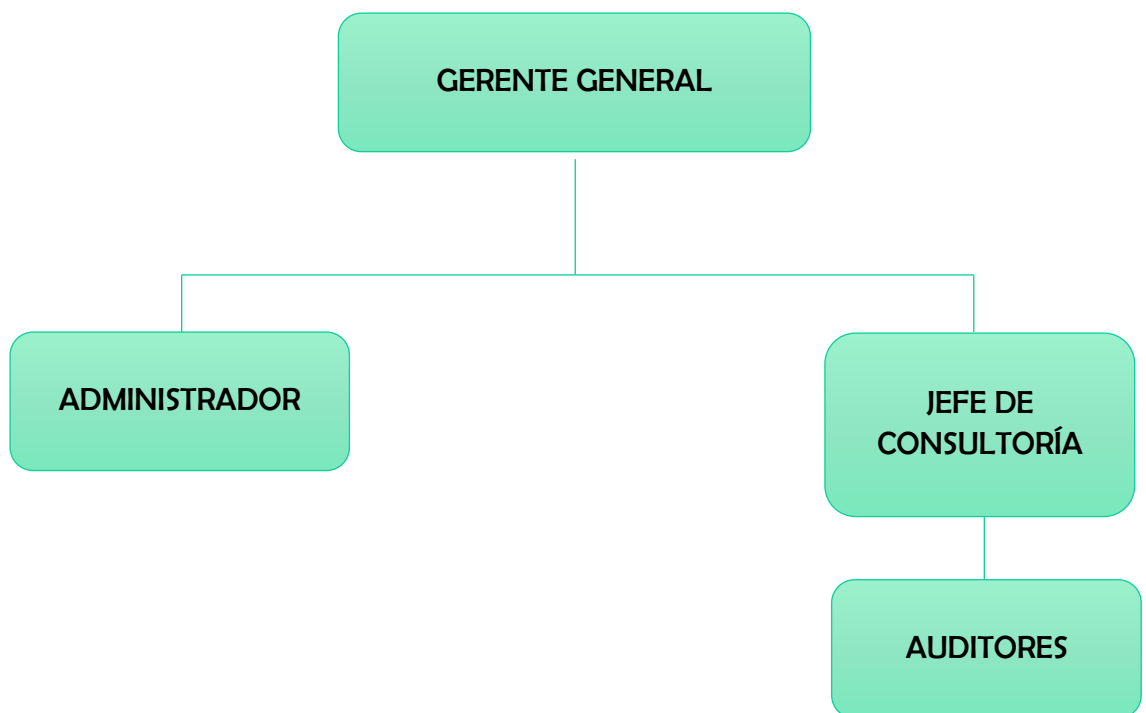 GERENTE GENERAL
ADMINISTRADOR
JEFE DE
CONSULTORÍA
AUDITORES